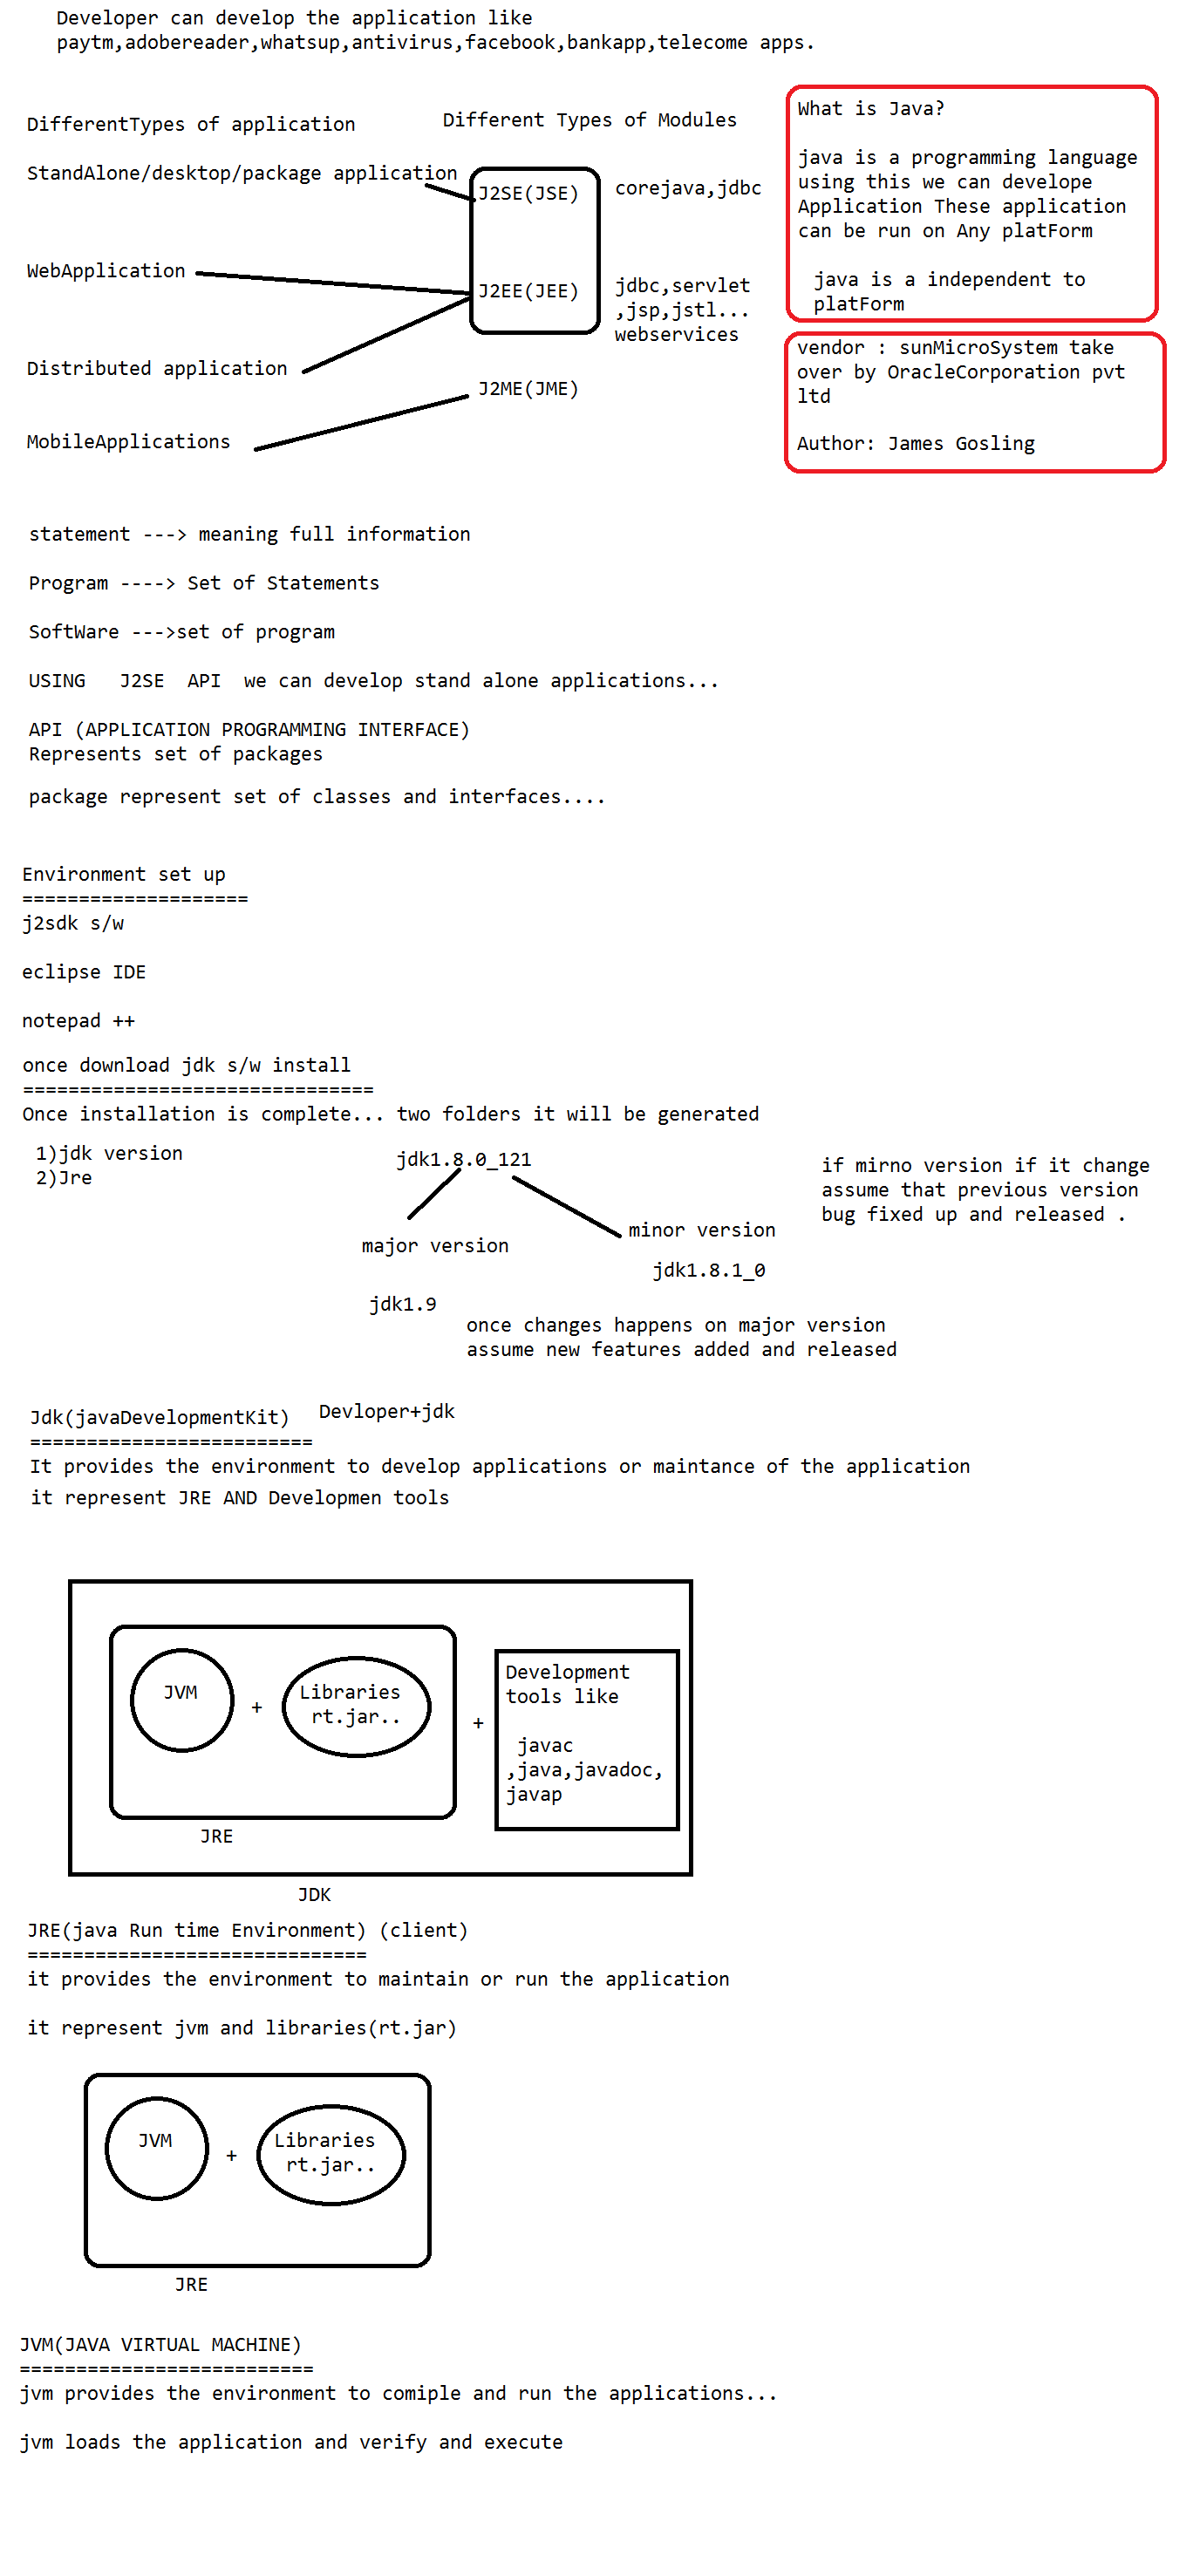 Developer can develop the application like
paytm,adobereader,whatsup,antivirus,facebook,bankapp,telecome apps.
DifferentTypes of application
Different Types of Modules
StandAlone/desktop/package application
J2SE(JSE)
corejava,jdbc
WebApplication
J2EE(JEE)
jdbc,servlet
,jsp,jstl...
webservices
Distributed application
J2ME(JME)
MobileApplications
What is Java?
java is a programming language
using this we can develope
Application These application
can be run on Any platForm
java is a independent to
platForm
vendor : sunMicroSystem take
over by OracleCorporation pvt
ltd
Author: James Gosling
statement ---> meaning full information
Program ----> Set of Statements
SoftWare --->set of program
USING   J2SE  API  we can develop stand alone applications...
API (APPLICATION PROGRAMMING INTERFACE)
Represents set of packages
package represent set of classes and interfaces....
Environment set up
====================
j2sdk s/w
eclipse IDE
notepad ++
once download jdk s/w install
===============================
Once installation is complete... two folders it will be generated
1)jdk version
2)Jre
jdk1.8.0_121
major version
minor version
jdk1.8.1_0
jdk1.9
if mirno version if it change
assume that previous version
bug fixed up and released .
once changes happens on major version
assume new features added and released
Jdk(javaDevelopmentKit)
Devloper+jdk
=========================
It provides the environment to develop applications or maintance of the application
it represent JRE AND Developmen tools
JVM
+
Libraries
rt.jar..
+
Development
tools like
javac
,java,javadoc,
javap
JRE
JDK
JRE(java Run time Environment) (client)
==============================
it provides the environment to maintain or run the application
it represent jvm and libraries(rt.jar)
JVM
+
Libraries
rt.jar..
JRE
JVM(JAVA VIRTUAL MACHINE)
==========================
jvm provides the environment to comiple and run the applications...
jvm loads the application and verify and execute